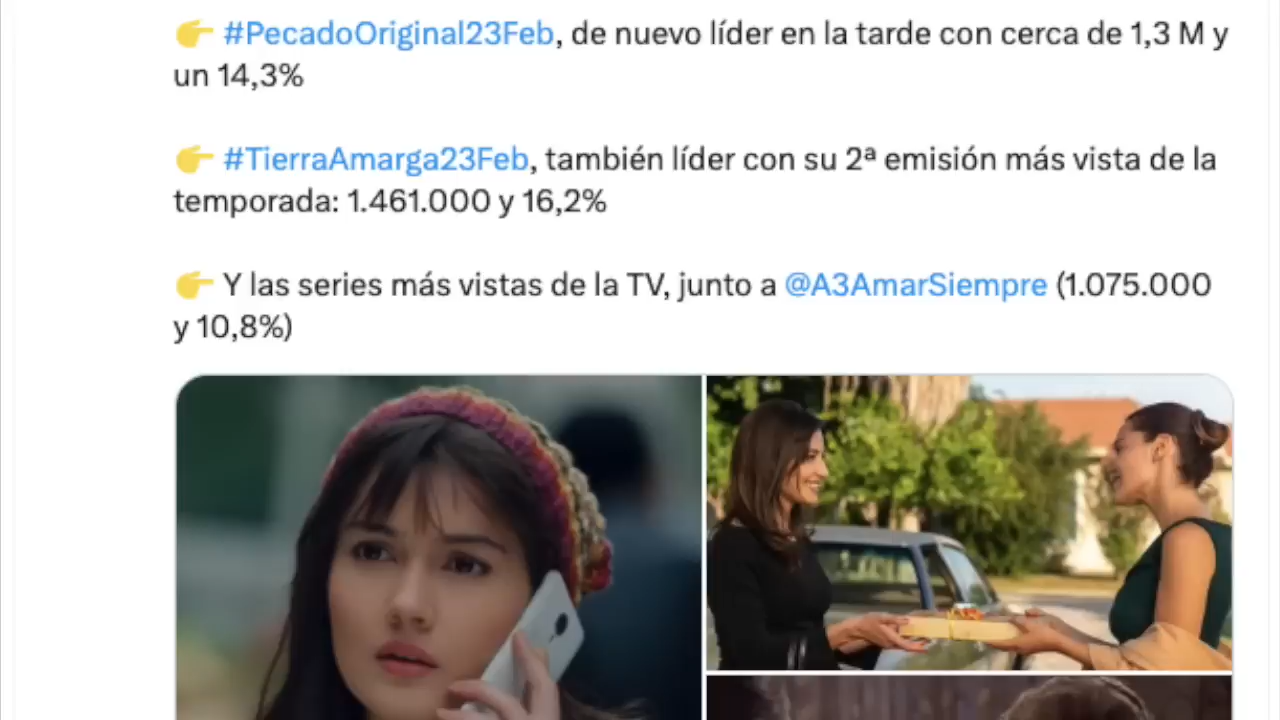 👉 #PecadoOriginal23Feb, de nuevo líder en la tarde con cerca de 1,3 M y
un 14,3%
👉 #TierraAmarga23Feb, también líder con su 2ª emisión más vista de la
temporada: 1.461.000 y 16,2%
👉 Y las series más vistas de la TV, junto a @A3AmarSiempre (1.075.000
y 10,8%)